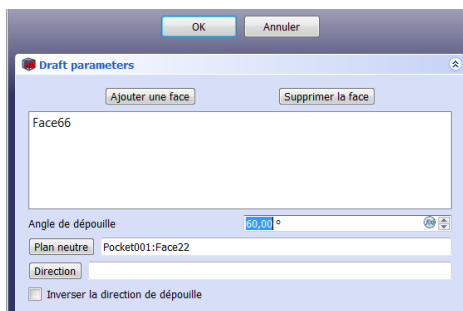 OK Annuler
Draft parameters
Ajouter une face Supprimer la face
Face66
Angle de dépouille 60,00 °
Plan neutre Pocket001:Face22
Direction
Inverser la direction de dépouille